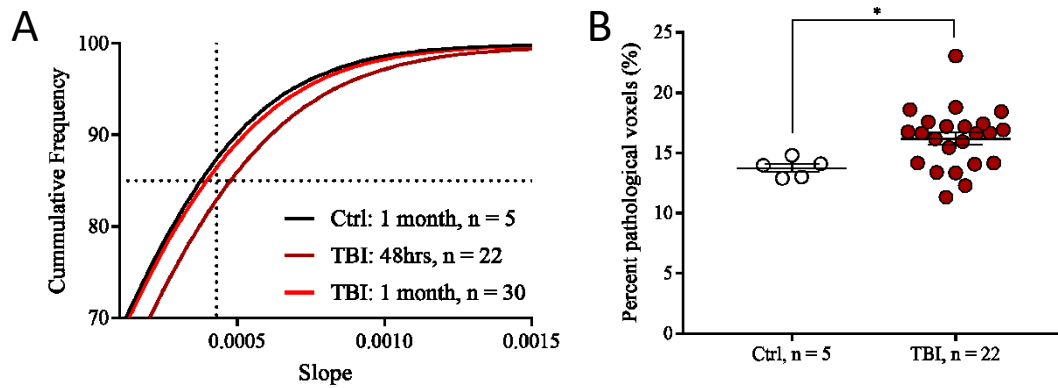 A
Cummulative Frequency
100
90
80
70
0.0005
0.0010
0.0015
Slope
Ctrl: 1 month, n = 5
TBI: 48hrs, n = 22
TBI: 1 month, n = 30
B
*
Percent pathological voxels (%)
25
20
15
10
5
0
Ctrl, n = 5
TBI, n = 22